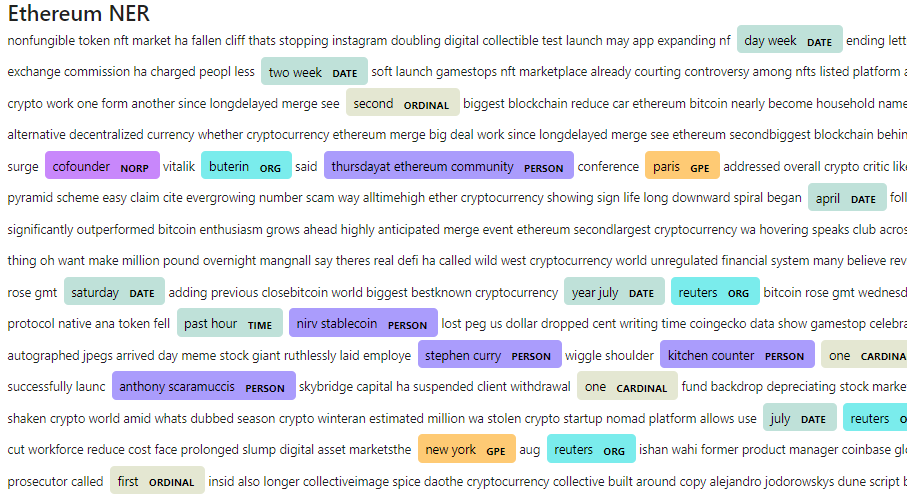 Ethereum NER
nonfungible token nft market ha fallen cliff thats stopping instagram doubling digital collectible test launch may app expanding nf day week DATE ending lett
exchange commission ha charged peopl less two week DATE soft launch gamestops nft marketplace already courting controversy among nfts listed platform a
crypto work one form another since longdelayed merge see second ORDINAL biggest blockchain reduce car ethereum bitcoin nearly become household name
alternative decentralized currency whether cryptocurrency ethereum merge big deal work since longdelayed merge see ethereum secondbiggest blockchain behin
surge cofounder NORP vitalik buterin ORG said thursdayat ethereum community PERSON conference paris GPE addressed overall crypto critic like
pyramid scheme easy claim cite evergrowing number scam way alltimehigh ether cryptocurrency showing sign life long downward spiral began april DATE foll
significantly outperformed bitcoin enthusiasm grows ahead highly anticipated merge event ethereum secondlargest cryptocurrency wa hovering speaks club acros
thing oh want make million pound overnight mangnall say theres real defi ha called wild west cryptocurrency world unregulated financial system many believe rev
rose gmt saturday DATE adding previous closebitcoin world biggest bestknown cryptocurrency year july DATE reuters ORG bitcoin rose gmt wednesd
protocol native ana token fell past hour TIME nirv stablecoin PERSON lost peg us dollar dropped cent writing time coingecko data show gamestop celebra
autographed jpegs arrived day meme stock giant ruthlessly laid employe stephen curry PERSON wiggle shoulder kitchen counter PERSON one CARDINA
successfully launc anthony scaramuccis PERSON skybridge capital ha suspended client withdrawal one CARDINAL fund backdrop depreciating stock marke
shaken crypto world amid whats dubbed season crypto winteran estimated million wa stolen crypto startup nomad platform allows use july DATE reuters O
cut workforce reduce cost face prolonged slump digital asset marketsthe new york GPE aug reuters ORG ishan wahi former product manager coinbase glo
prosecutor called first ORDINAL insid also longer collectiveimage spice daothe cryptocurrency collective built around copy alejandro jodorowskys dune script b